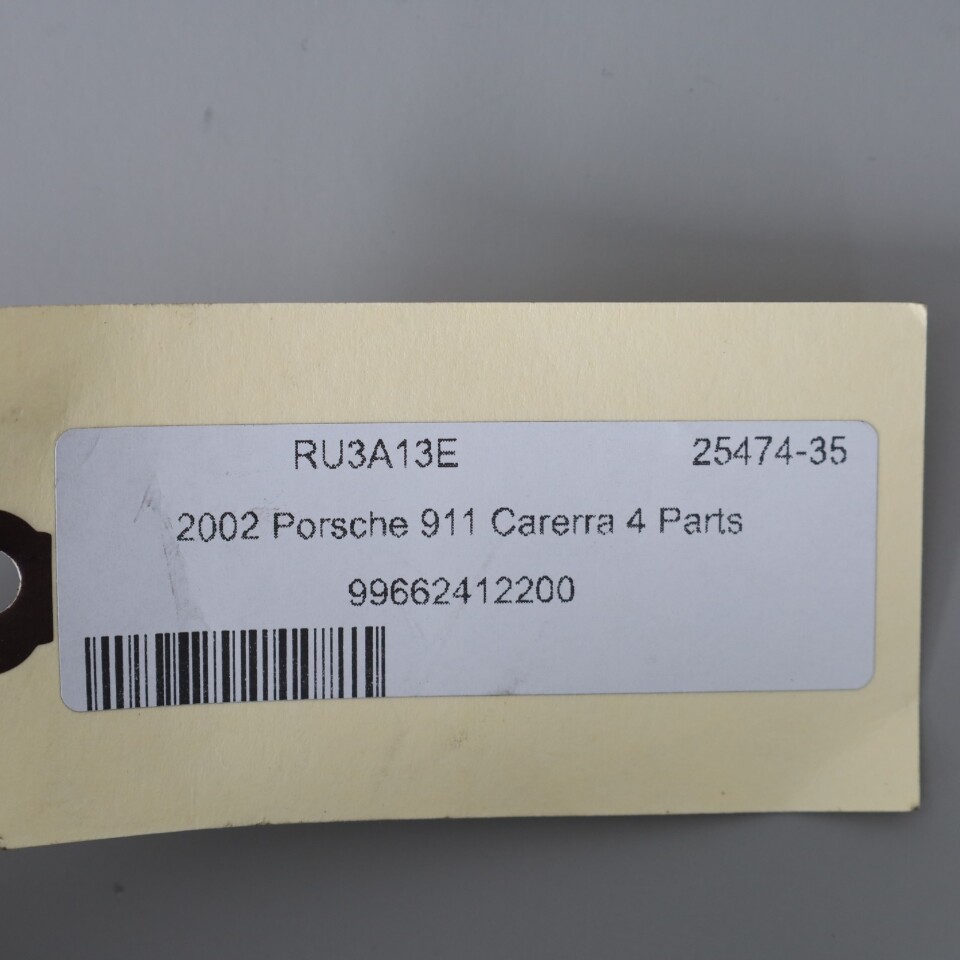 RU3A13E 25474-35
2002 Porsche 911 Carerra 4 Parts
99662412200